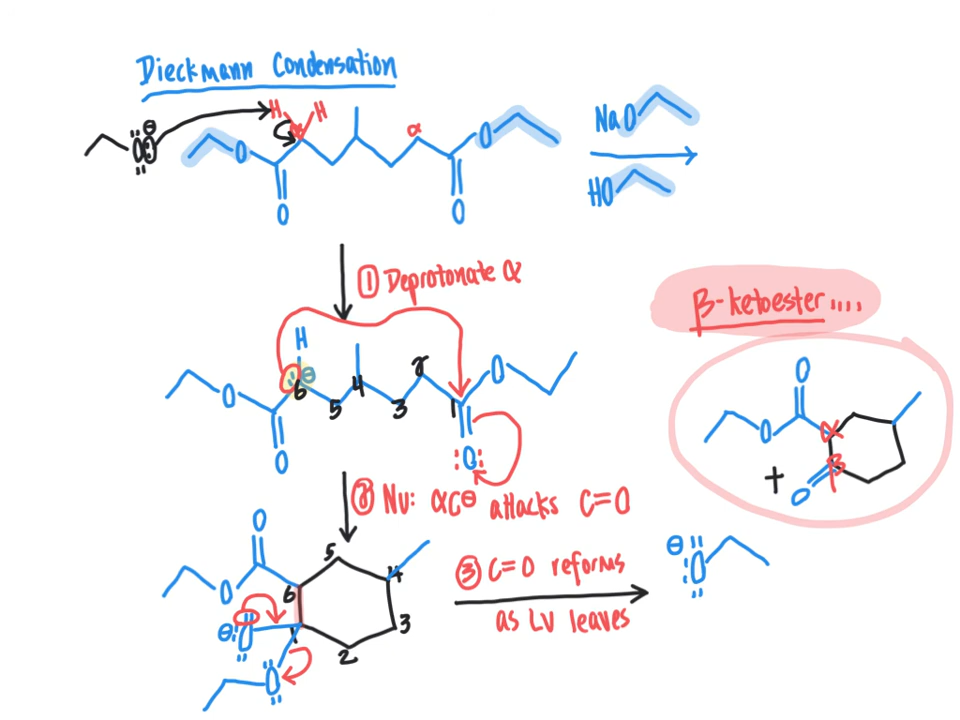 Dieckmann Condensation
H H
⊖
α α
O O
O O
NaO
HO
① Deprotonate α
β-ketoester....
H
⊖
O 6 5 4 3 2 1 O
O :O:
O
② Nu: αC⊖ attacks C=O
O α
β
+ O
O
O 6 5 4 3 2 1
⊖ :O
O
③ C=O reforms
as LV leaves
⊖ :O